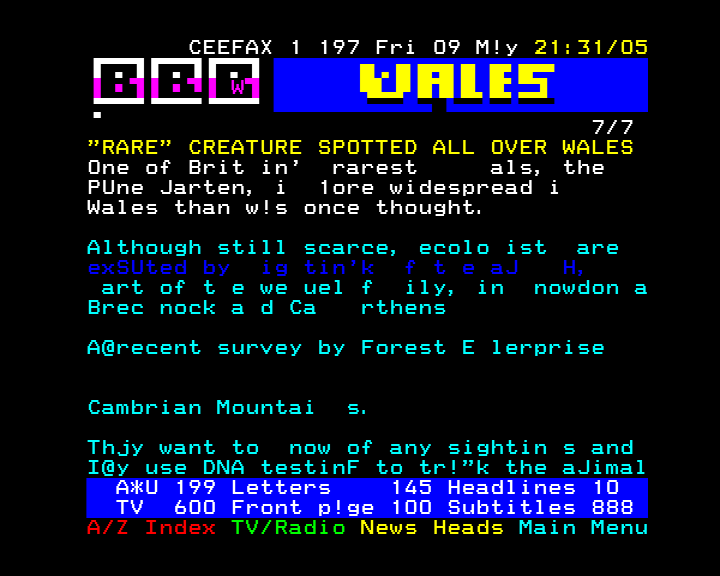 CEEFAX 1 197 Fri 09 M!y 21:31/05
BBC W WALES
7/7
"RARE" CREATURE SPOTTED ALL OVER WALES
One of Brit in' rarest als, the
PUne Jarten, i 1ore widespread i
Wales than w!s once thought.
Although still scarce, ecolo ist are
exSUted by ig tin'k f t e aJ H,
art of t e we uel f ily, in nowdon a
Brec nock a d Ca rthens
A@recent survey by Forest E lerprise
Cambrian Mountai s.
Thjy want to now of any sightin s and
I@y use DNA testinF to tr!"k the aJimal
A*U 199 Letters 145 Headlines 10
TV 600 Front p!ge 100 Subtitles 888
A/Z Index TV/Radio News Heads Main Menu